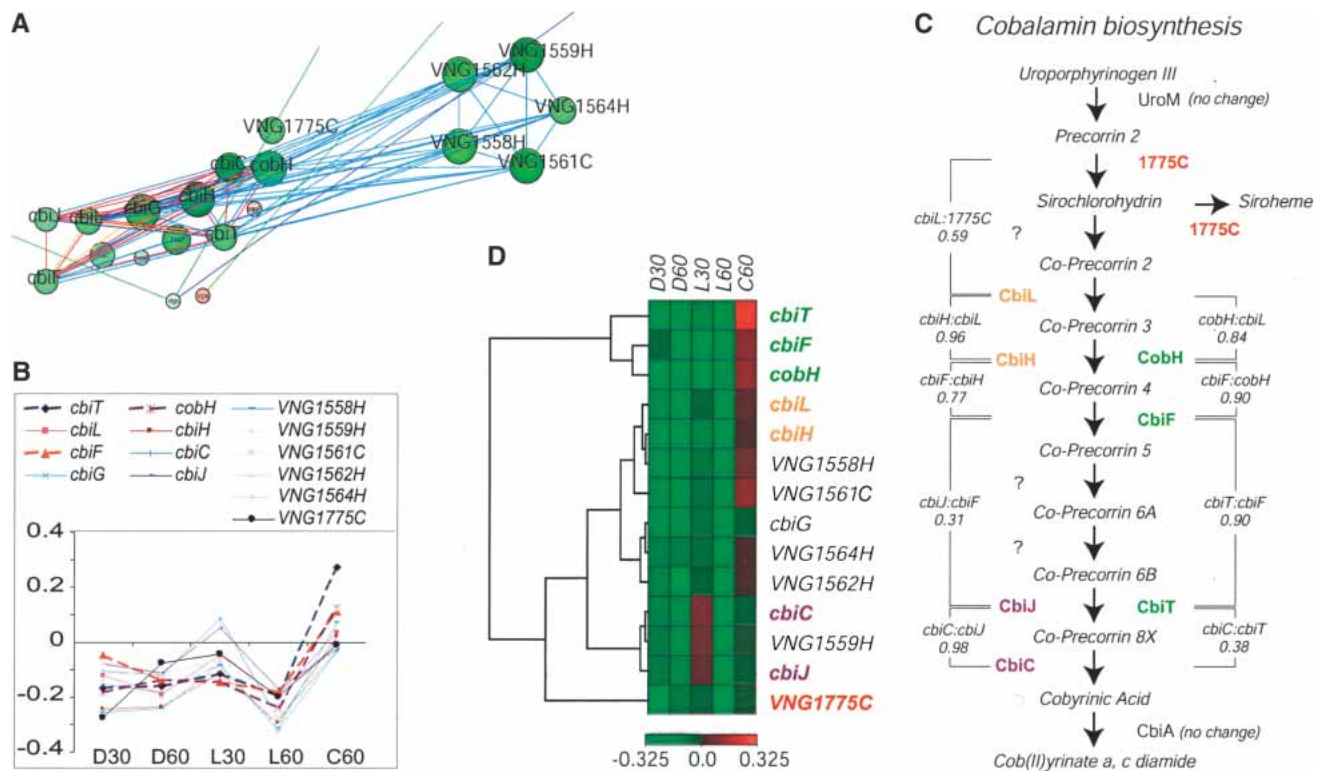 A
VNG1559H
VNG1562H
VNG1564H
VNG1775C
VNG1558H
VNG1561C
cbiC
cobH
cbiH
cbiG
cbiJ
cbiL
cbiT
cbiF
B
cbiT
cobH
VNG1558H
cbiL
cbiH
VNG1559H
cbiF
cbiC
VNG1561C
cbiG
cbiJ
VNG1562H
VNG1564H
VNG1775C
0.4
0.2
0
-0.2
-0.4
D30 D60 L30 L60 C60
D
D30 D60 L30 L60 C60
cbiT
cbiF
cobH
cbiL
cbiH
VNG1558H
VNG1561C
cbiG
VNG1564H
VNG1562H
cbiC
VNG1559H
cbiJ
VNG1775C
-0.325 0.0 0.325
C
Cobalamin biosynthesis
Uroporphyrinogen III
UroM (no change)
Precorrin 2
1775C
Sirochlorohydrin
Siroheme
1775C
cbiL:1775C
0.59
?
Co-Precorrin 2
CbiL
cbiH:cbiL
0.96
Co-Precorrin 3
cobH:cbiL
0.84
CbiH
CobH
cbiF:cbiH
0.77
Co-Precorrin 4
cbiF:cobH
0.90
CbiF
Co-Precorrin 5
?
cbiJ:cbiF
0.31
Co-Precorrin 6A
cbiT:cbiF
0.90
?
Co-Precorrin 6B
CbiJ
CbiT
cbiC:cbiJ
0.98
Co-Precorrin 8X
cbiC:cbiT
0.38
CbiC
Cobyrinic Acid
CbiA (no change)
Cob(II)yrinate a, c diamide